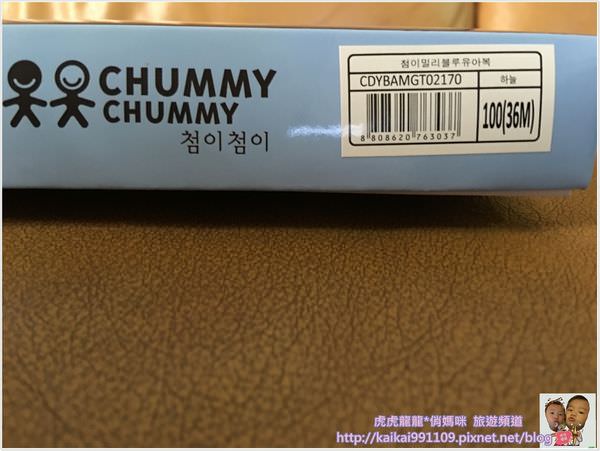 CHUMMY
CHUMMY
첨이첨이
첨이밀리블루유아복
CDYBAMGT02170
하늘
100(36M)
8 808620 763037
虎虎龍龍*俏媽咪 旅遊頻道
http://kaikai991109.pixnet.net/blog